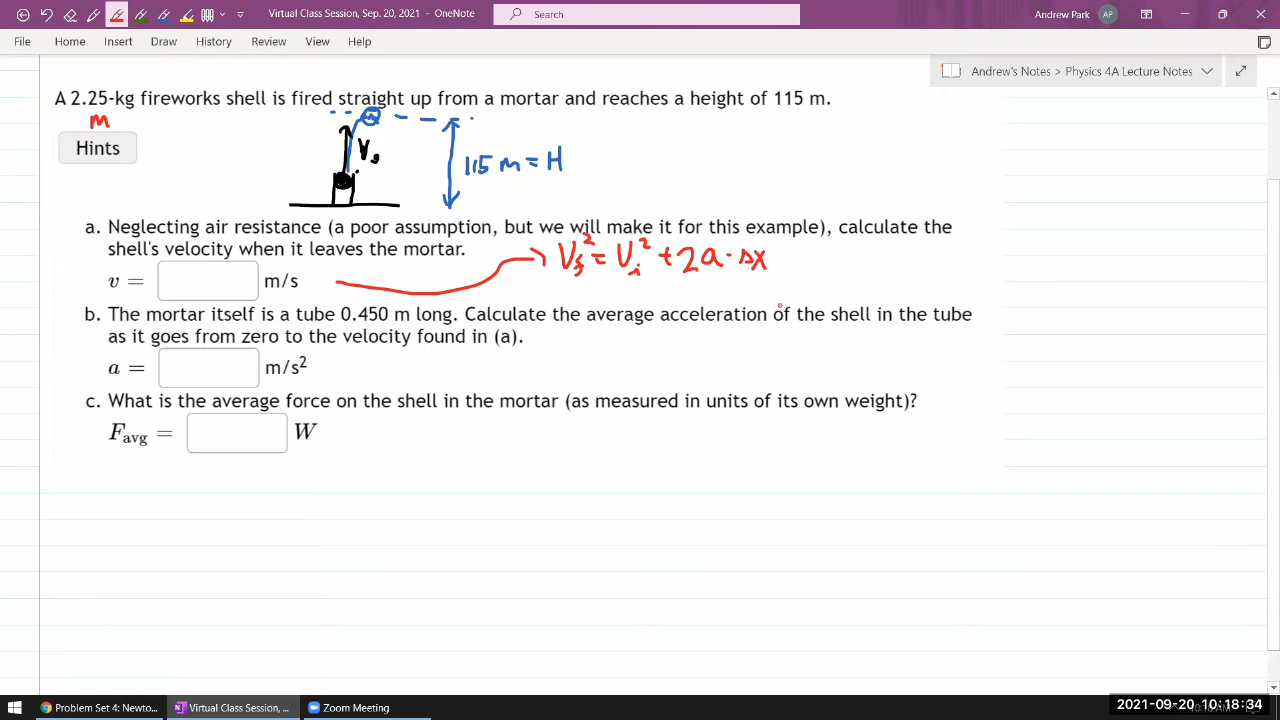 Virtual Class Session, Sep. 20, 2021 - OneNote
Search
Andrew Park
AP
File Home Insert Draw History Review View Help
Andrew's Notes > Physics 4A Lecture Notes
A 2.25-kg fireworks shell is fired straight up from a mortar and reaches a height of 115 m.
m
Hints
V₀
115 m = H
a. Neglecting air resistance (a poor assumption, but we will make it for this example), calculate the
shell's velocity when it leaves the mortar.
V_f² = V_i² + 2a · Δx
v = m/s
b. The mortar itself is a tube 0.450 m long. Calculate the average acceleration of the shell in the tube
as it goes from zero to the velocity found in (a).
a = m/s²
c. What is the average force on the shell in the mortar (as measured in units of its own weight)?
F_avg = W
Problem Set 4: Newto...
Virtual Class Session, ...
Zoom Meeting
2021-09-20 10:18:34